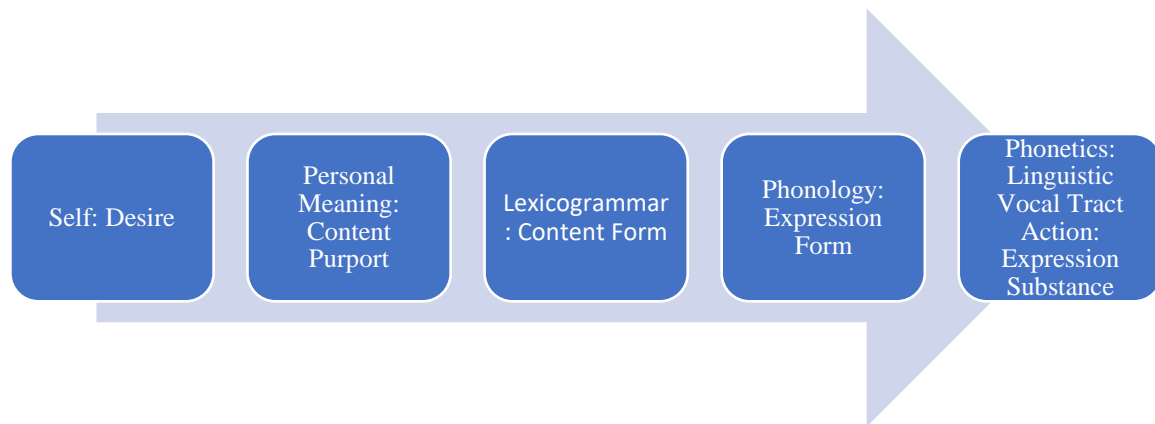 Self: Desire
Personal
Meaning:
Content
Purport
Lexicogrammar
: Content Form
Phonology:
Expression
Form
Phonetics:
Linguistic
Vocal Tract
Action:
Expression
Substance